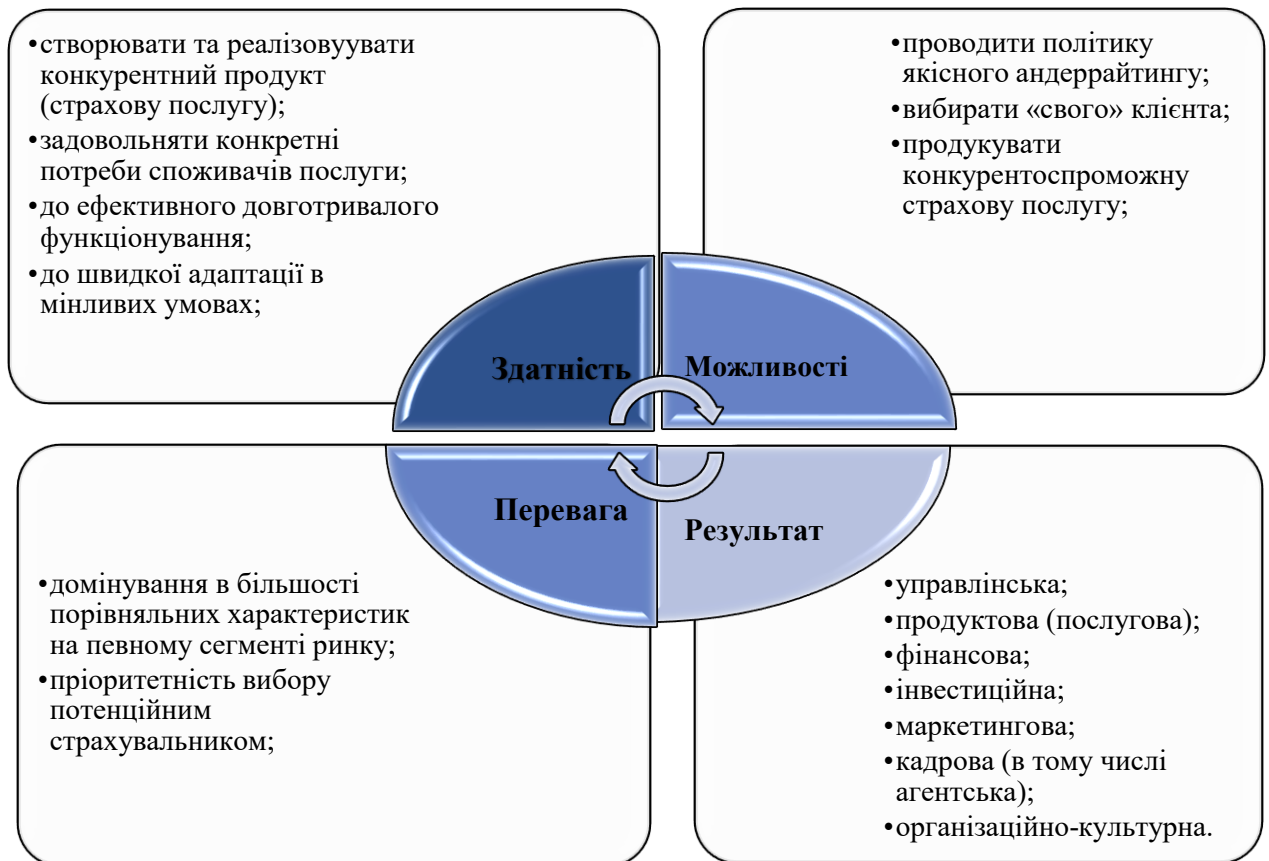 •створювати та реалізовуувати
конкурентний продукт
(страхову послугу);
•задовольняти конкретні
потреби споживачів послуги;
•до ефективного довготривалого
функціонування;
•до швидкої адаптації в
мінливих умовах;
•проводити політику
якісного андеррайтингу;
•вибирати «свого» клієнта;
•продукувати
конкурентоспроможну
страхову послугу;
Здатність
Можливості
Перевага
Результат
•домінування в більшості
порівняльних характеристик
на певному сегменті ринку;
•пріоритетність вибору
потенційним
страхувальником;
•управлінська;
•продуктова (послугова);
•фінансова;
•інвестиційна;
•маркетингова;
•кадрова (в тому числі
агентська);
•організаційно-культурна.